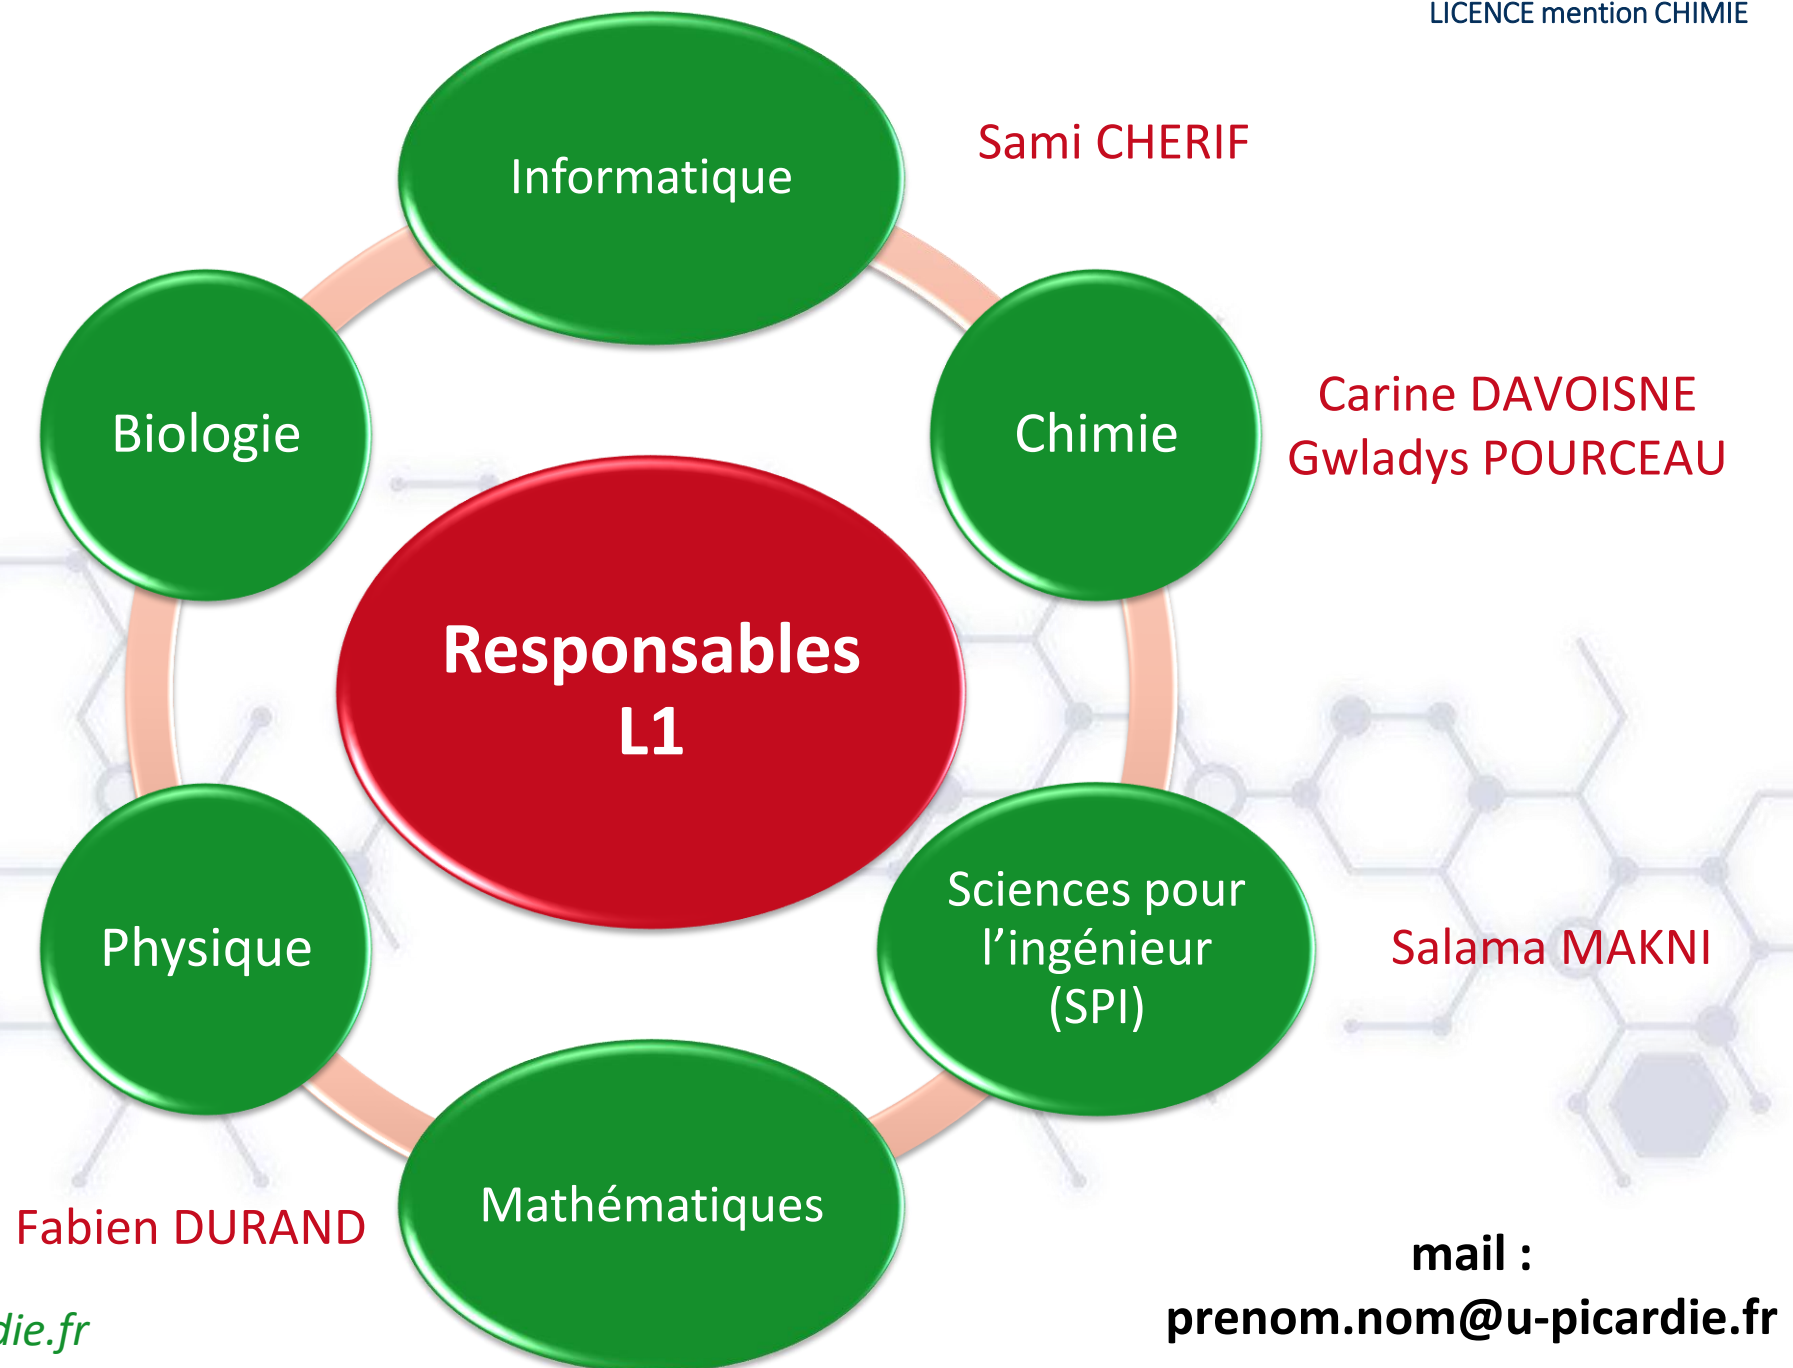 LICENCE mention CHIMIE
Informatique
Sami CHERIF
Biologie
Chimie
Carine DAVOISNE
Gwladys POURCEAU
Responsables
L1
Physique
Sciences pour
l’ingénieur
(SPI)
Salama MAKNI
Mathématiques
Fabien DURAND
mail :
prenom.nom@u-picardie.fr
die.fr